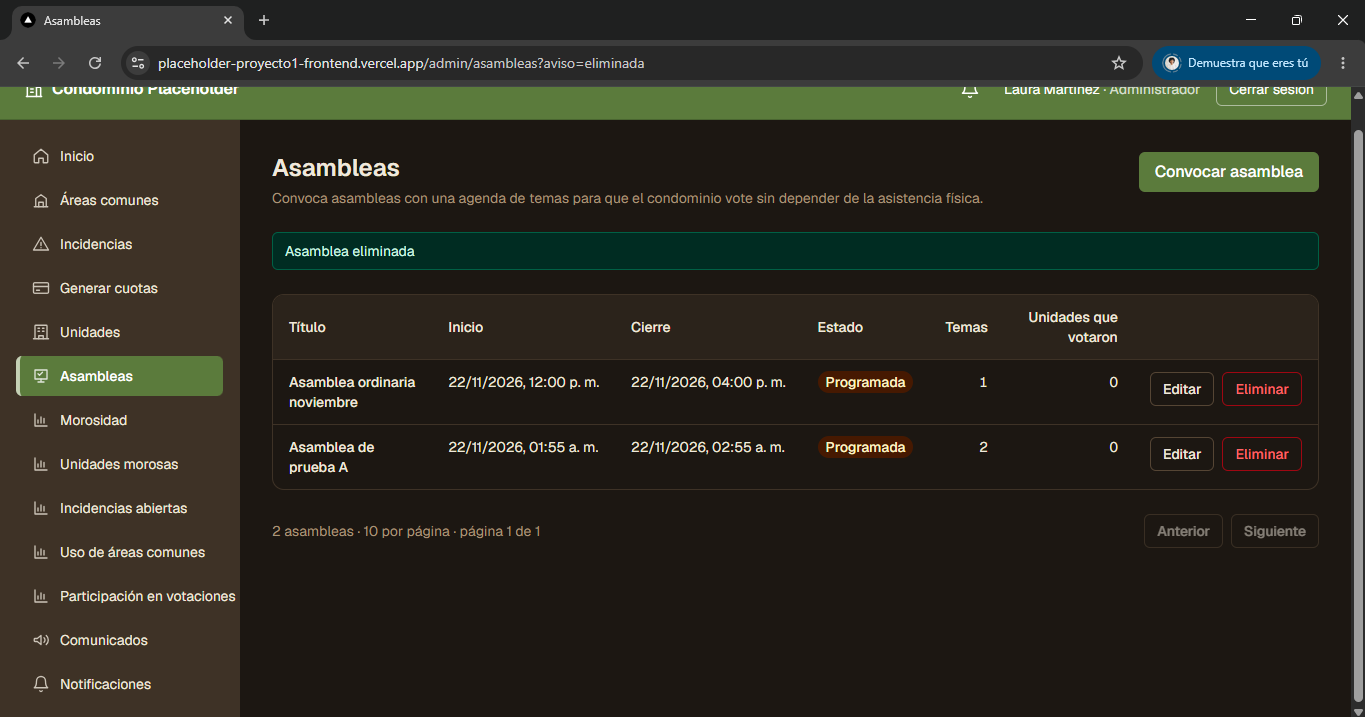 Asambleas
placeholder-proyecto1-frontend.vercel.app/admin/asambleas?aviso=eliminada
Demuestra que eres tú
Condominio Placeholder
Laura Martínez · Administrador
Cerrar sesión
Inicio
Áreas comunes
Incidencias
Generar cuotas
Unidades
Asambleas
Morosidad
Unidades morosas
Incidencias abiertas
Uso de áreas comunes
Participación en votaciones
Comunicados
Notificaciones
Asambleas
Convocar asamblea
Convoca asambleas con una agenda de temas para que el condominio vote sin depender de la asistencia física.
Asamblea eliminada
Título Inicio Cierre Estado Temas Unidades que
votaron
Asamblea ordinaria 22/11/2026, 12:00 p. m. 22/11/2026, 04:00 p. m. Programada 1 0 Editar Eliminar
noviembre
Asamblea de 22/11/2026, 01:55 a. m. 22/11/2026, 02:55 a. m. Programada 2 0 Editar Eliminar
prueba A
2 asambleas · 10 por página · página 1 de 1
Anterior Siguiente